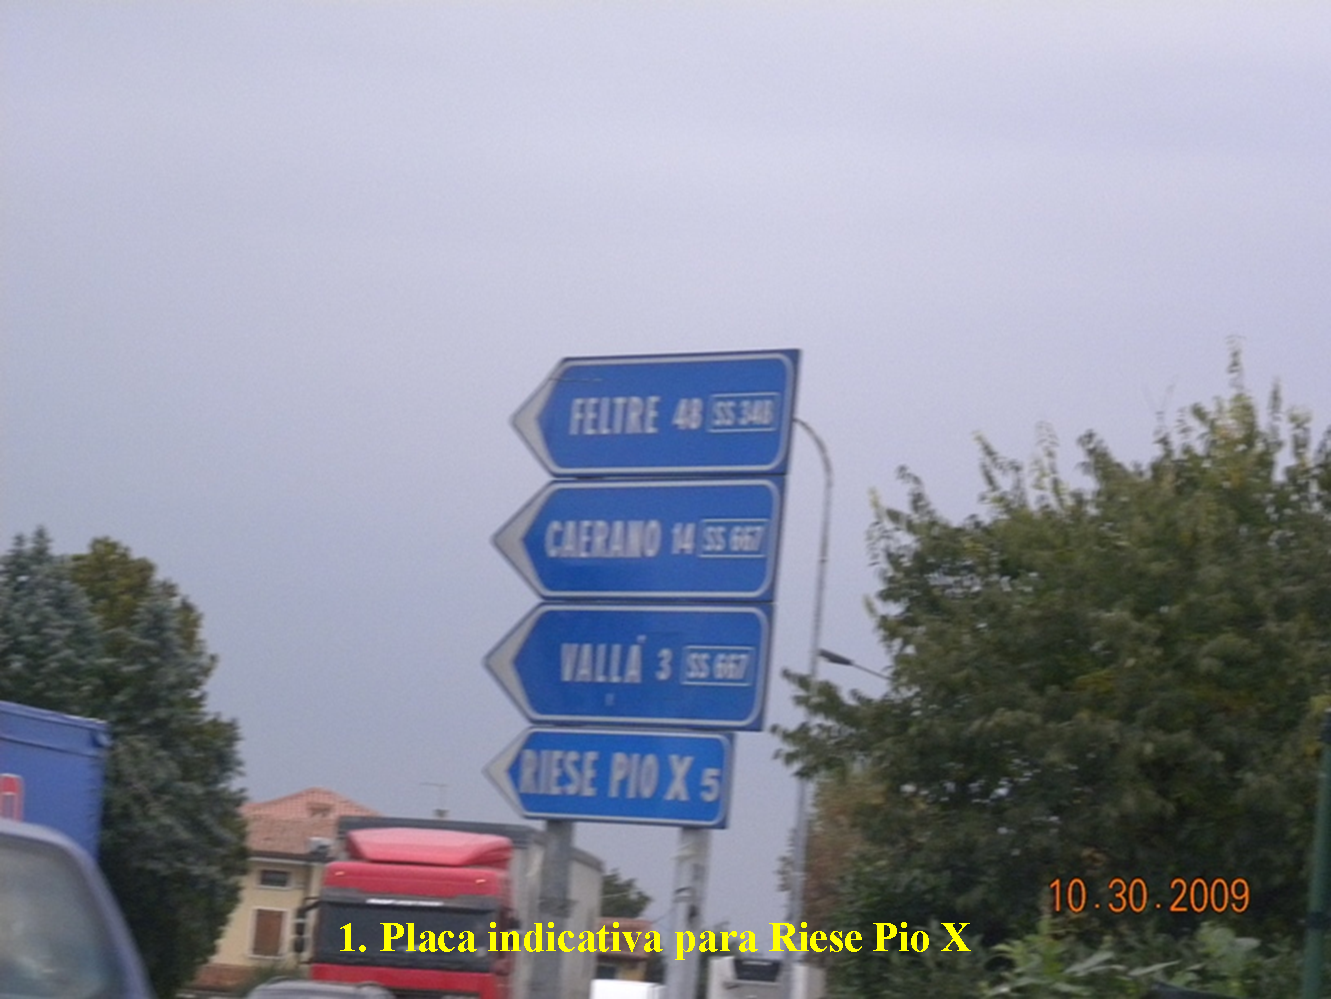 FELTRE 48 SS 348
CAERANO 14 SS 667
VALLÁ 3 SS 667
RIESE PIO X 5
10.30.2009
1. Placa indicativa para Riese Pio X